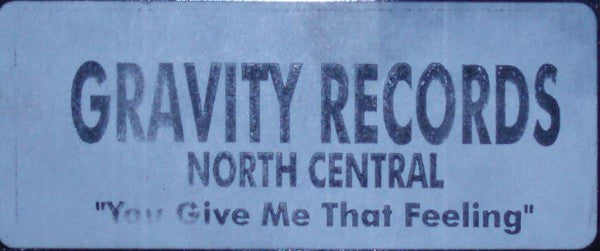 GRAVITY RECORDS
NORTH CENTRAL
"You Give Me That Feeling"